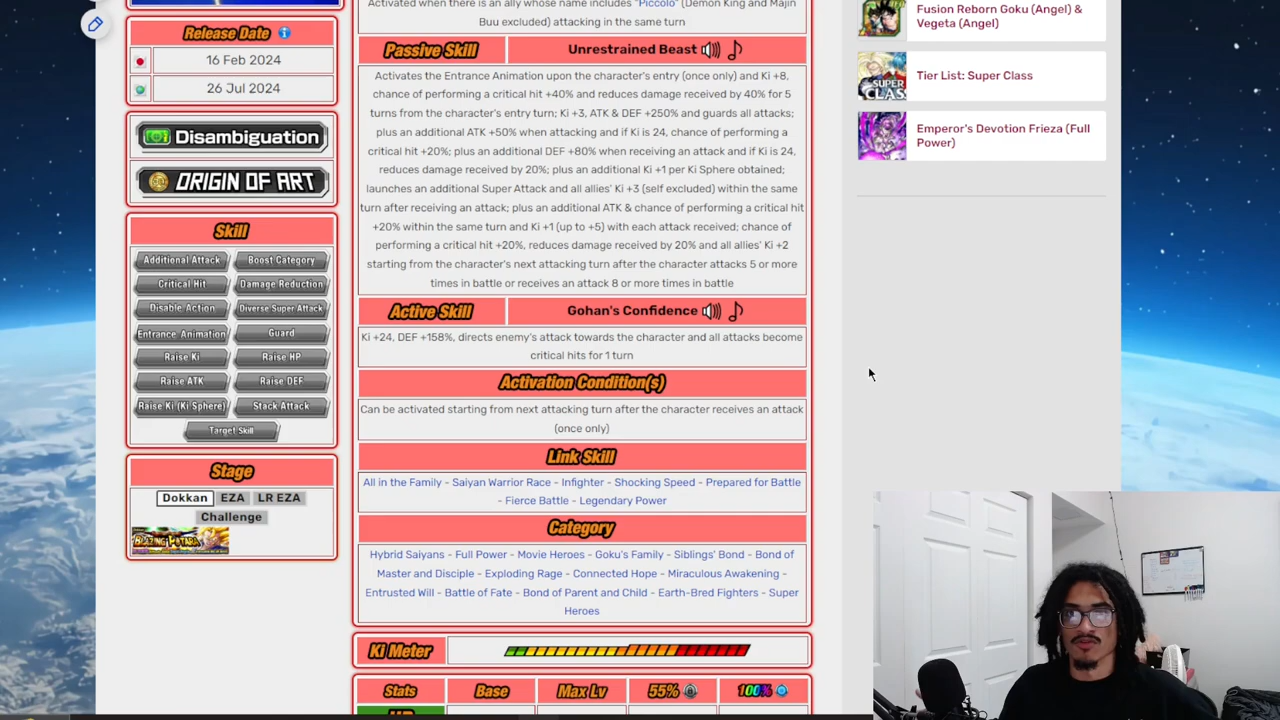 Release Date
16 Feb 2024
26 Jul 2024
Disambiguation
ORIGIN OF ART
Skill
Additional Attack
Boost Category
Critical Hit
Damage Reduction
Disable Action
Diverse Super Attack
Entrance Animation
Guard
Raise Ki
Raise HP
Raise ATK
Raise DEF
Raise Ki (Ki Sphere)
Stack Attack
Target Skill
Stage
Dokkan
EZA
LR EZA
Challenge
Activated when there is an ally whose name includes "Piccolo" (Demon King and Majin
Buu excluded) attacking in the same turn
Passive Skill
Unrestrained Beast
Activates the Entrance Animation upon the character's entry (once only) and Ki +8,
chance of performing a critical hit +40% and reduces damage received by 40% for 5
turns from the character's entry turn; Ki +3, ATK & DEF +250% and guards all attacks;
plus an additional ATK +50% when attacking and if Ki is 24, chance of performing a
critical hit +20%; plus an additional DEF +80% when receiving an attack and if Ki is 24,
reduces damage received by 20%; plus an additional Ki +1 per Ki Sphere obtained;
launches an additional Super Attack and all allies' Ki +3 (self excluded) within the same
turn after receiving an attack; plus an additional ATK & chance of performing a critical hit
+20% within the same turn and Ki +1 (up to +5) with each attack received; chance of
performing a critical hit +20%, reduces damage received by 20% and all allies' Ki +2
starting from the character's next attacking turn after the character attacks 5 or more
times in battle or receives an attack 8 or more times in battle
Active Skill
Gohan's Confidence
Ki +24, DEF +158%, directs enemy's attack towards the character and all attacks become
critical hits for 1 turn
Activation Condition(s)
Can be activated starting from next attacking turn after the character receives an attack
(once only)
Link Skill
All in the Family - Saiyan Warrior Race - Infighter - Shocking Speed - Prepared for Battle
- Fierce Battle - Legendary Power
Category
Hybrid Saiyans - Full Power - Movie Heroes - Goku's Family - Siblings' Bond - Bond of
Master and Disciple - Exploding Rage - Connected Hope - Miraculous Awakening -
Entrusted Will - Battle of Fate - Bond of Parent and Child - Earth-Bred Fighters - Super
Heroes
Ki Meter
Stats
Base
Max Lv
55%
100%
Fusion Reborn Goku (Angel) &
Vegeta (Angel)
SUPER
CLASS
Tier List: Super Class
Emperor's Devotion Frieza (Full
Power)